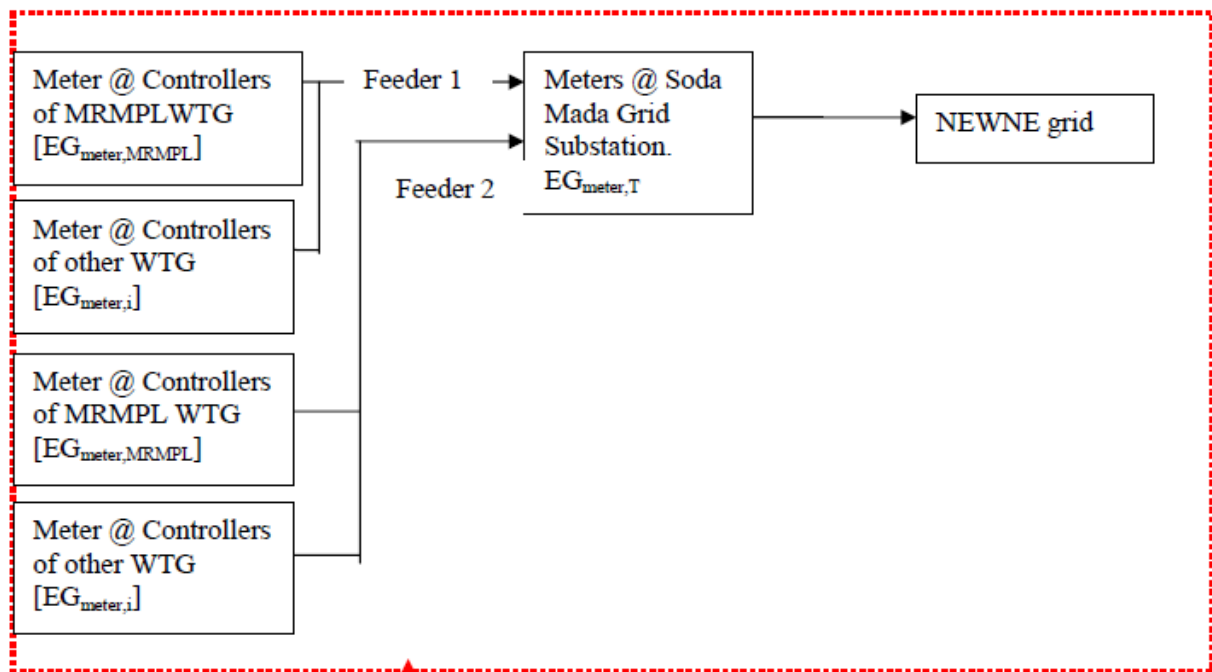 Meter @ Controllers
of MRMPLWTG
[EGmeter,MRMPL]
Feeder 1
Meters @ Soda
Mada Grid
Substation.
EGmeter,T
NEWNE grid
Feeder 2
Meter @ Controllers
of other WTG
[EGmeter,i]
Meter @ Controllers
of MRMPL WTG
[EGmeter,MRMPL]
Meter @ Controllers
of other WTG
[EGmeter,i]